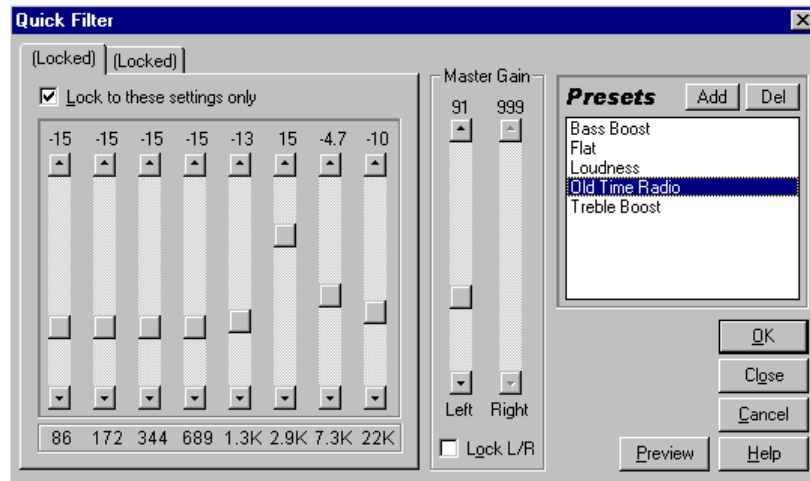 Quick Filter
(Locked) (Locked)
Lock to these settings only
-15 -15 -15 -15 -13 15 -4.7 -10
86 172 344 689 1.3K 2.9K 7.3K 22K
Master Gain
91 999
Left Right
Lock L/R
Presets Add Del
Bass Boost
Flat
Loudness
Old Time Radio
Treble Boost
OK
Close
Cancel
Preview Help